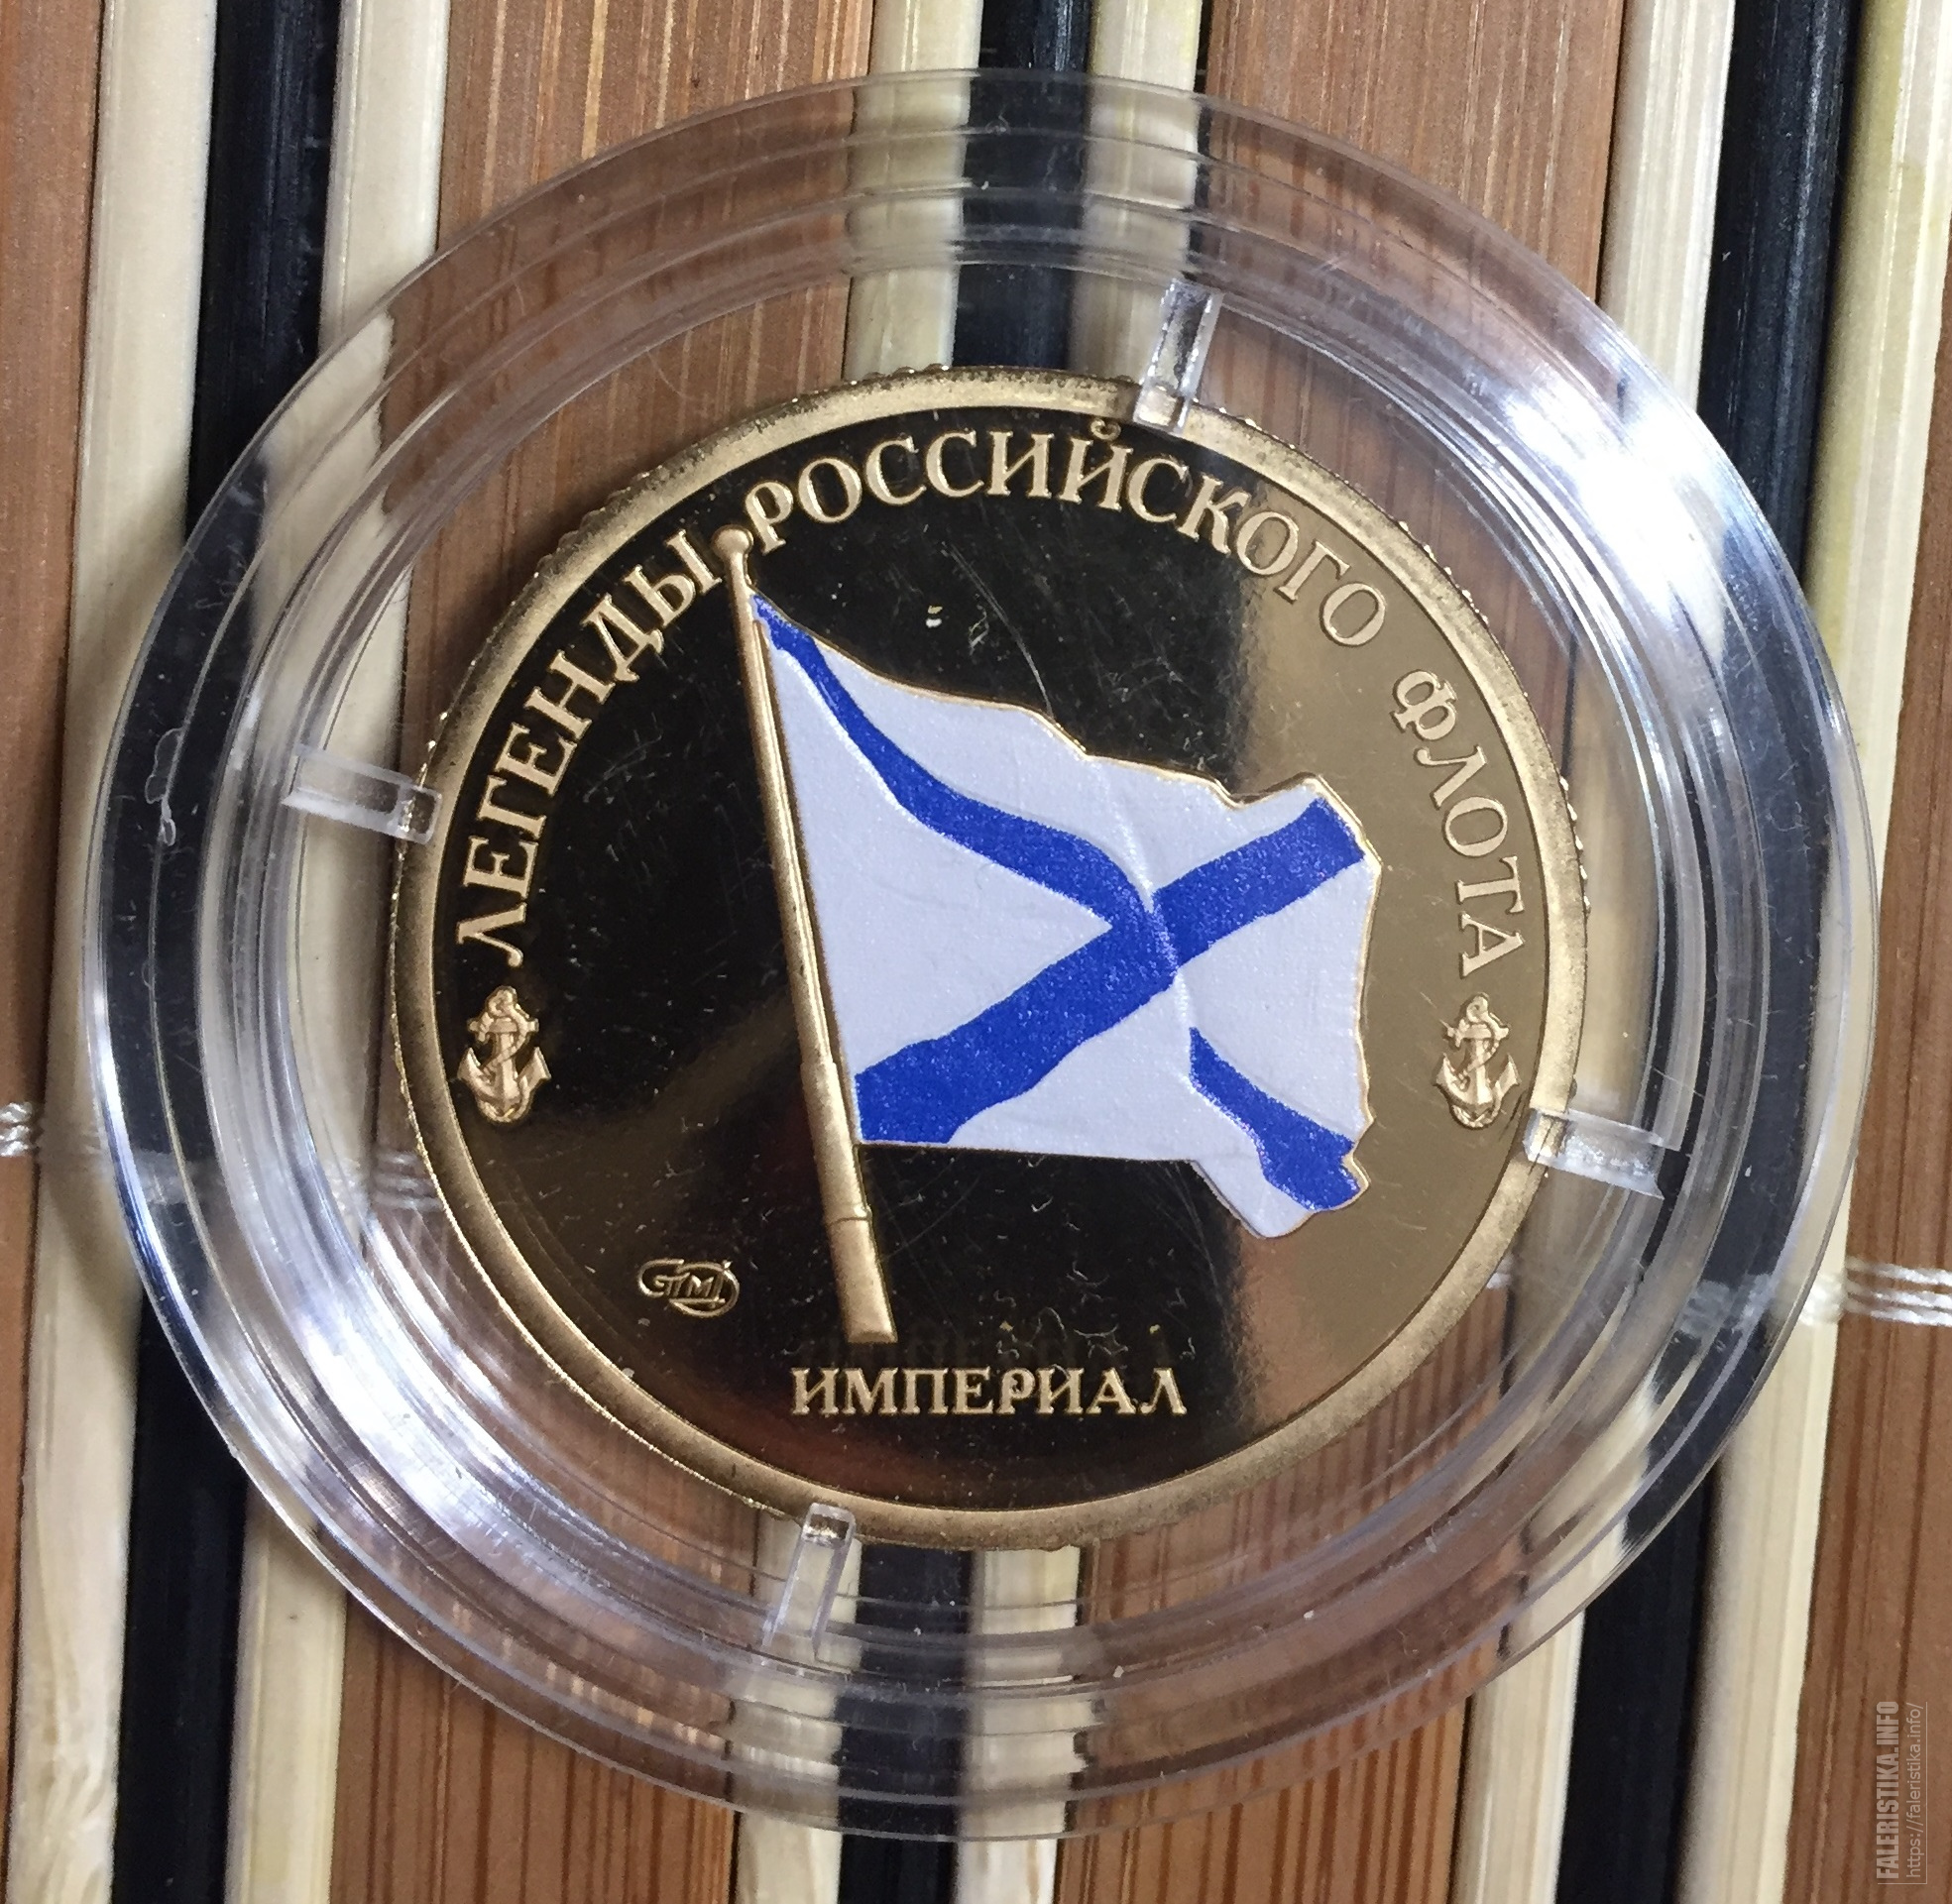 ЛЕГЕНДЫ РОССИЙСКОГО ФЛОТА
ИМПЕРИАЛ
FALERISTIKA.INFO
https://faleristika.info/